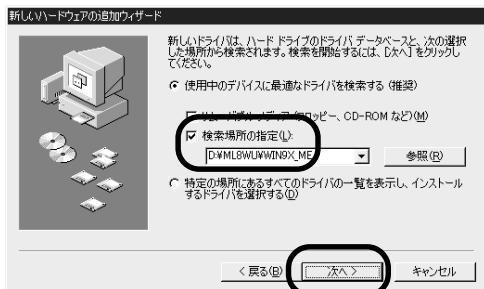 新しいハードウェアの追加ウィザード
新しいドライバは、ハード ドライブのドライバ データベースと、次の選択
した場所から検索されます。検索を開始するには、[次へ] をクリックし
てください。
使用中のデバイスに最適なドライバを検索する (推奨)
リムーバブル メディア (フロッピー、CD-ROM など)(M)
検索場所の指定(L):
D:¥ML8WU¥WIN9X_ME
参照(R)
特定の場所にあるすべてのドライバの一覧を表示し、インストール
するドライバを選択する(D)
< 戻る(B)
次へ >
キャンセル